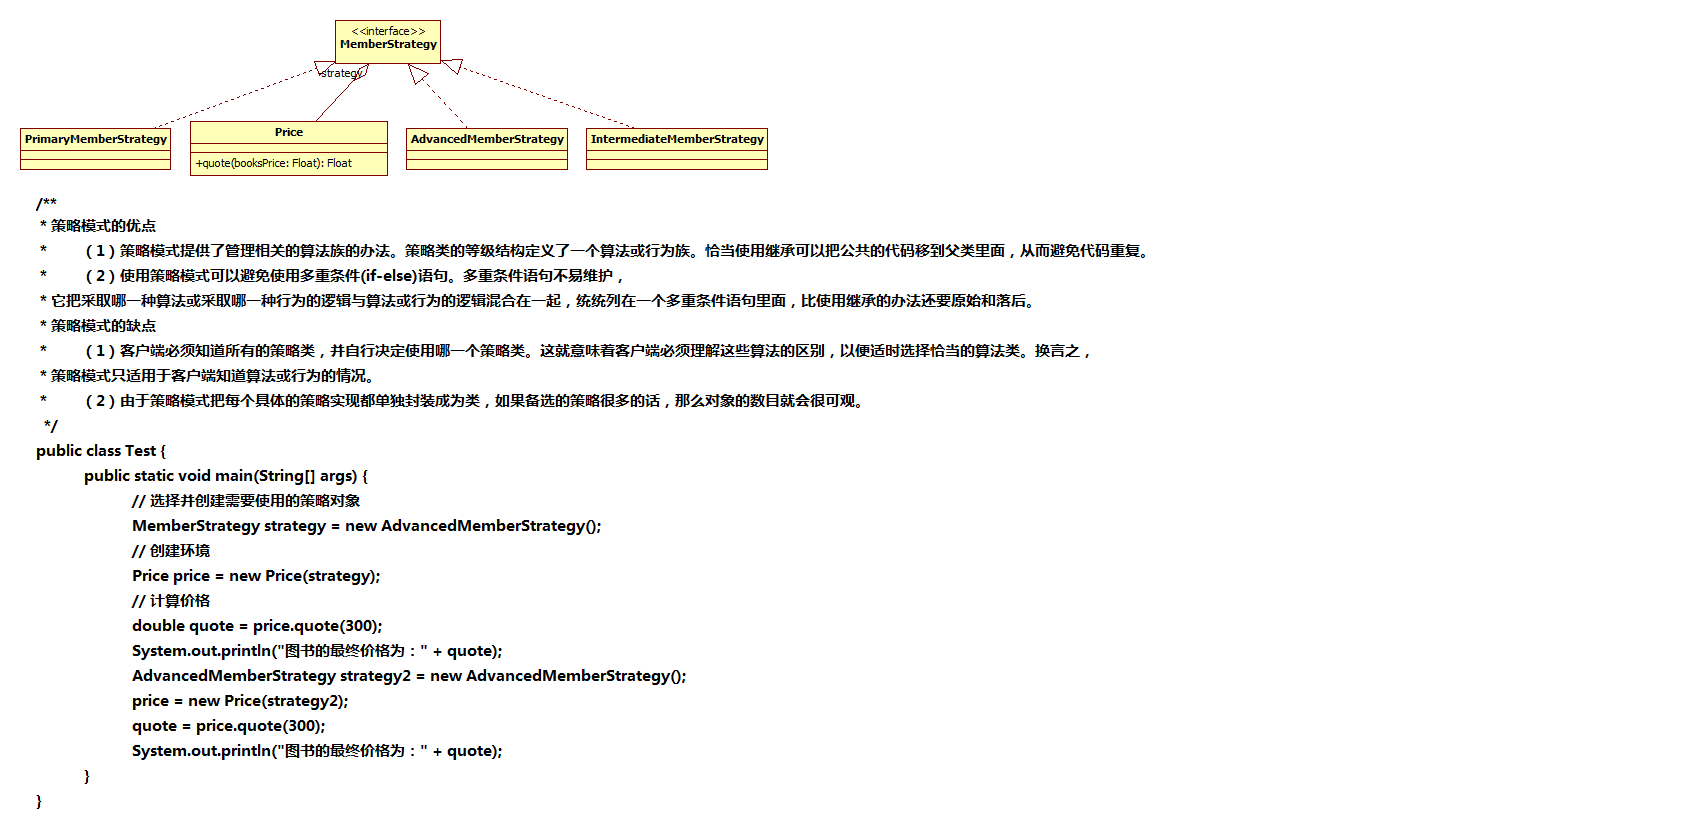 <<interface>>
MemberStrategy
-strategy
PrimaryMemberStrategy
Price
+quote(booksPrice: Float): Float
AdvancedMemberStrategy
IntermediateMemberStrategy
/**
* 策略模式的优点
* （1）策略模式提供了管理相关的算法族的办法。策略类的等级结构定义了一个算法或行为族。恰当使用继承可以把公共的代码移到父类里面，从而避免代码重复。
* （2）使用策略模式可以避免使用多重条件(if-else)语句。多重条件语句不易维护，
* 它把采取哪一种算法或采取哪一种行为的逻辑与算法或行为的逻辑混合在一起，统统列在一个多重条件语句里面，比使用继承的办法还要原始和落后。
* 策略模式的缺点
* （1）客户端必须知道所有的策略类，并自行决定使用哪一个策略类。这就意味着客户端必须理解这些算法的区别，以便适时选择恰当的算法类。换言之，
* 策略模式只适用于客户端知道算法或行为的情况。
* （2）由于策略模式把每个具体的策略实现都单独封装成为类，如果备选的策略很多的话，那么对象的数目就会很可观。
*/
public class Test {
public static void main(String[] args) {
// 选择并创建需要使用的策略对象
MemberStrategy strategy = new AdvancedMemberStrategy();
// 创建环境
Price price = new Price(strategy);
// 计算价格
double quote = price.quote(300);
System.out.println("图书的最终价格为：" + quote);
AdvancedMemberStrategy strategy2 = new AdvancedMemberStrategy();
price = new Price(strategy2);
quote = price.quote(300);
System.out.println("图书的最终价格为：" + quote);
}
}